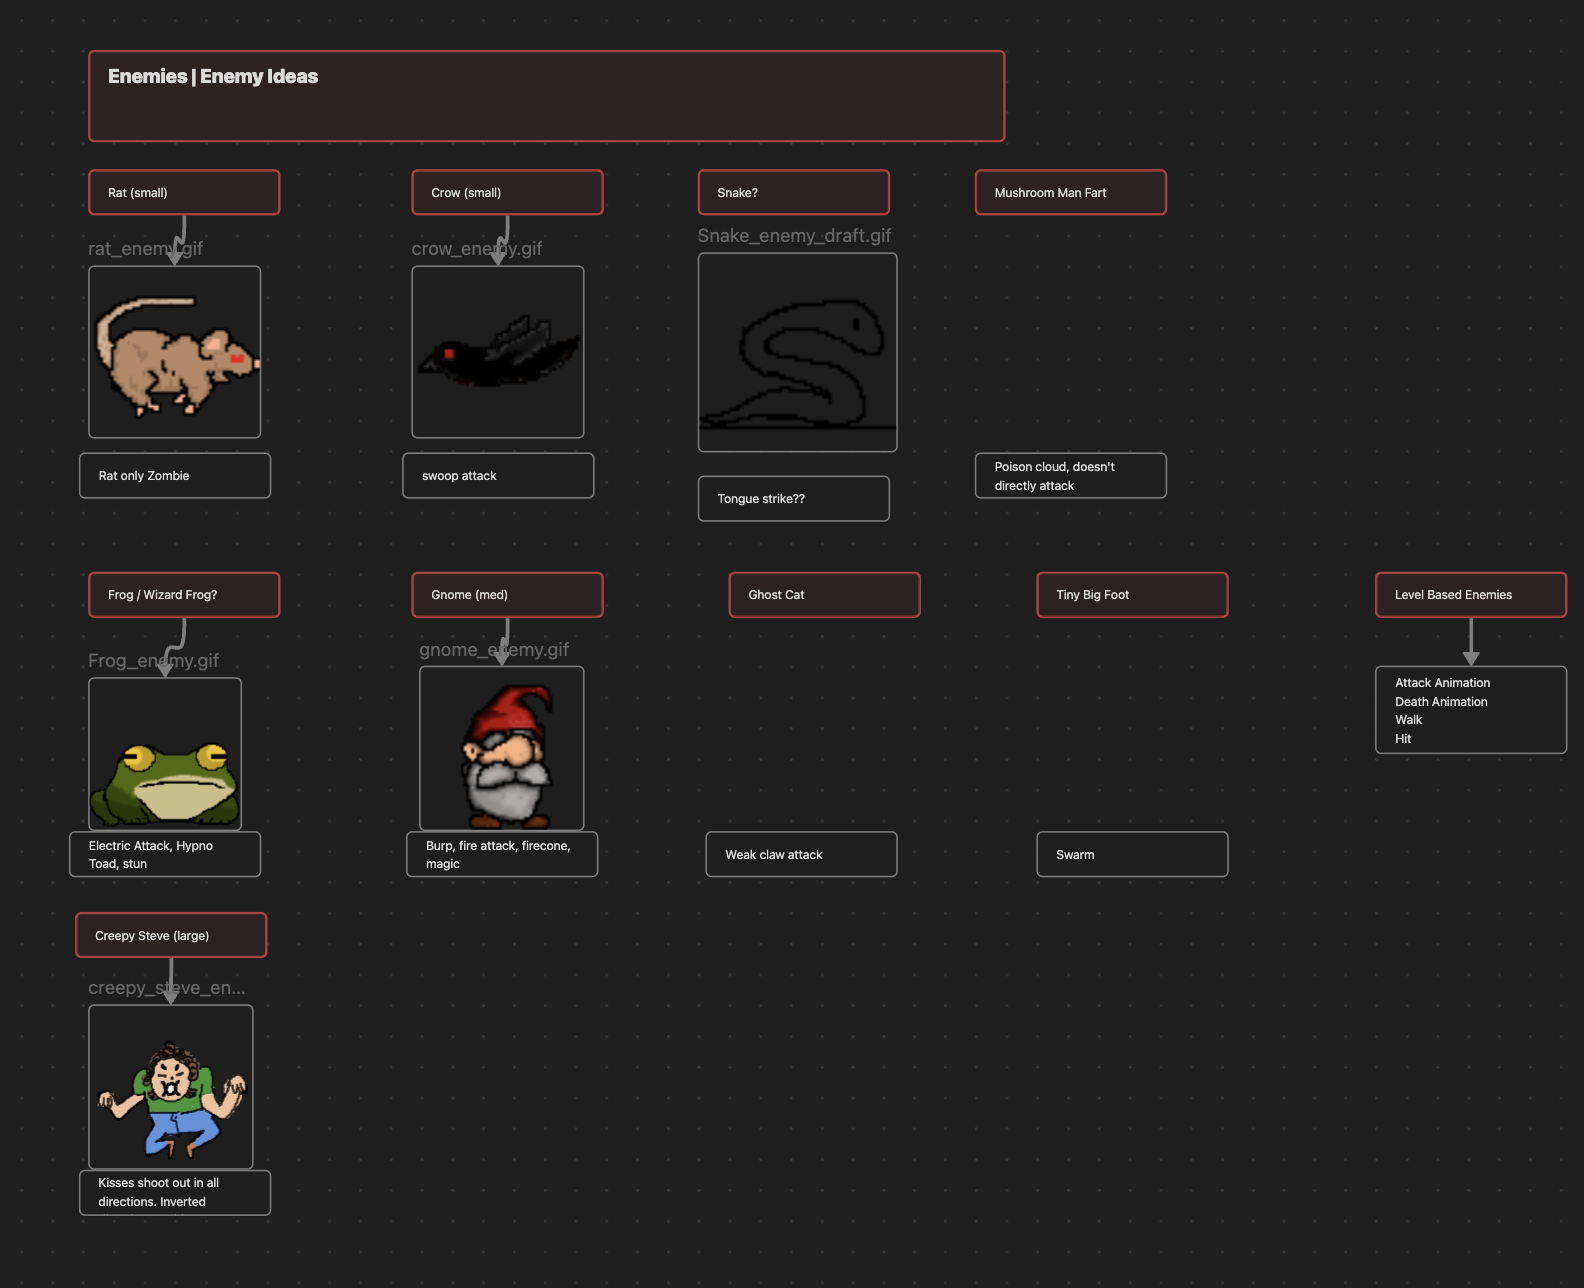 Enemies | Enemy Ideas
Rat (small)
Crow (small)
Snake?
Mushroom Man Fart
rat_enemy.gif
crow_enemy.gif
Snake_enemy_draft.gif
Rat only Zombie
swoop attack
Tongue strike??
Poison cloud, doesn't
directly attack
Frog / Wizard Frog?
Gnome (med)
Ghost Cat
Tiny Big Foot
Level Based Enemies
Frog_enemy.gif
gnome_enemy.gif
Attack Animation
Death Animation
Walk
Hit
Electric Attack, Hypno
Toad, stun
Burp, fire attack, firecone,
magic
Weak claw attack
Swarm
Creepy Steve (large)
creepy_steve_en...
Kisses shoot out in all
directions. Inverted